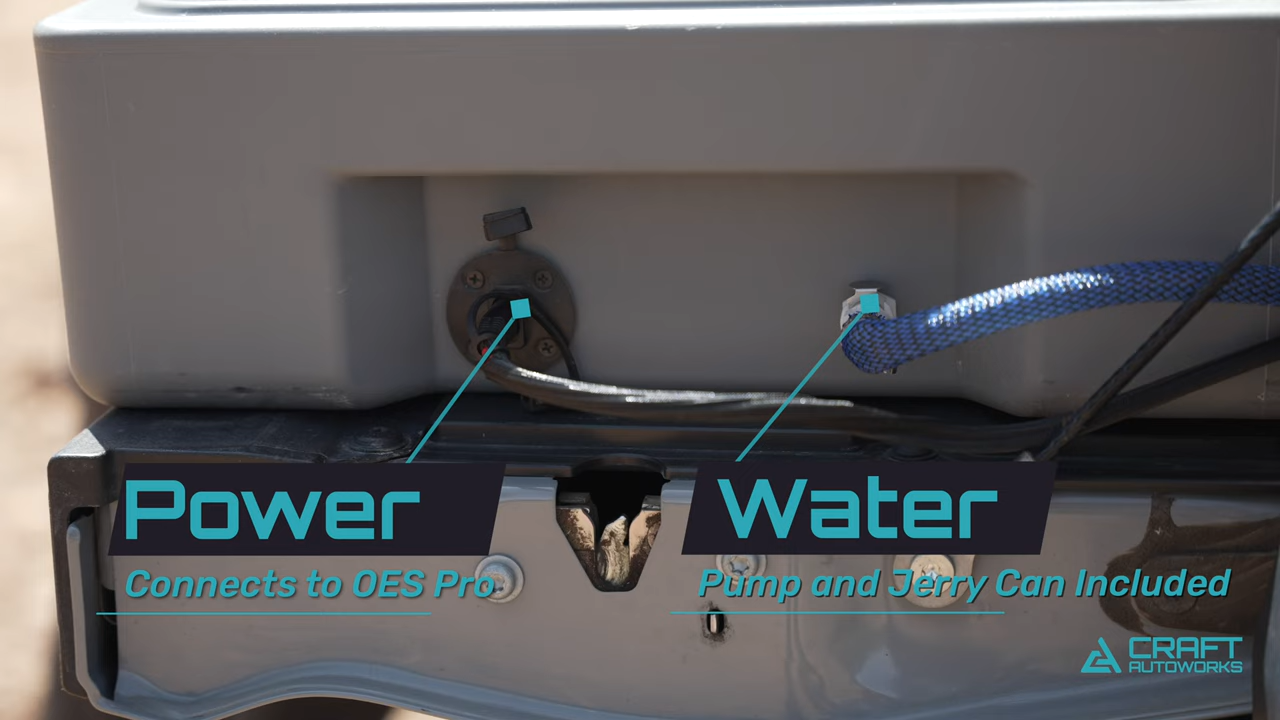 Power
Connects to OES Pro
Water
Pump and Jerry Can Included
CRAFT
AUTOWORKS